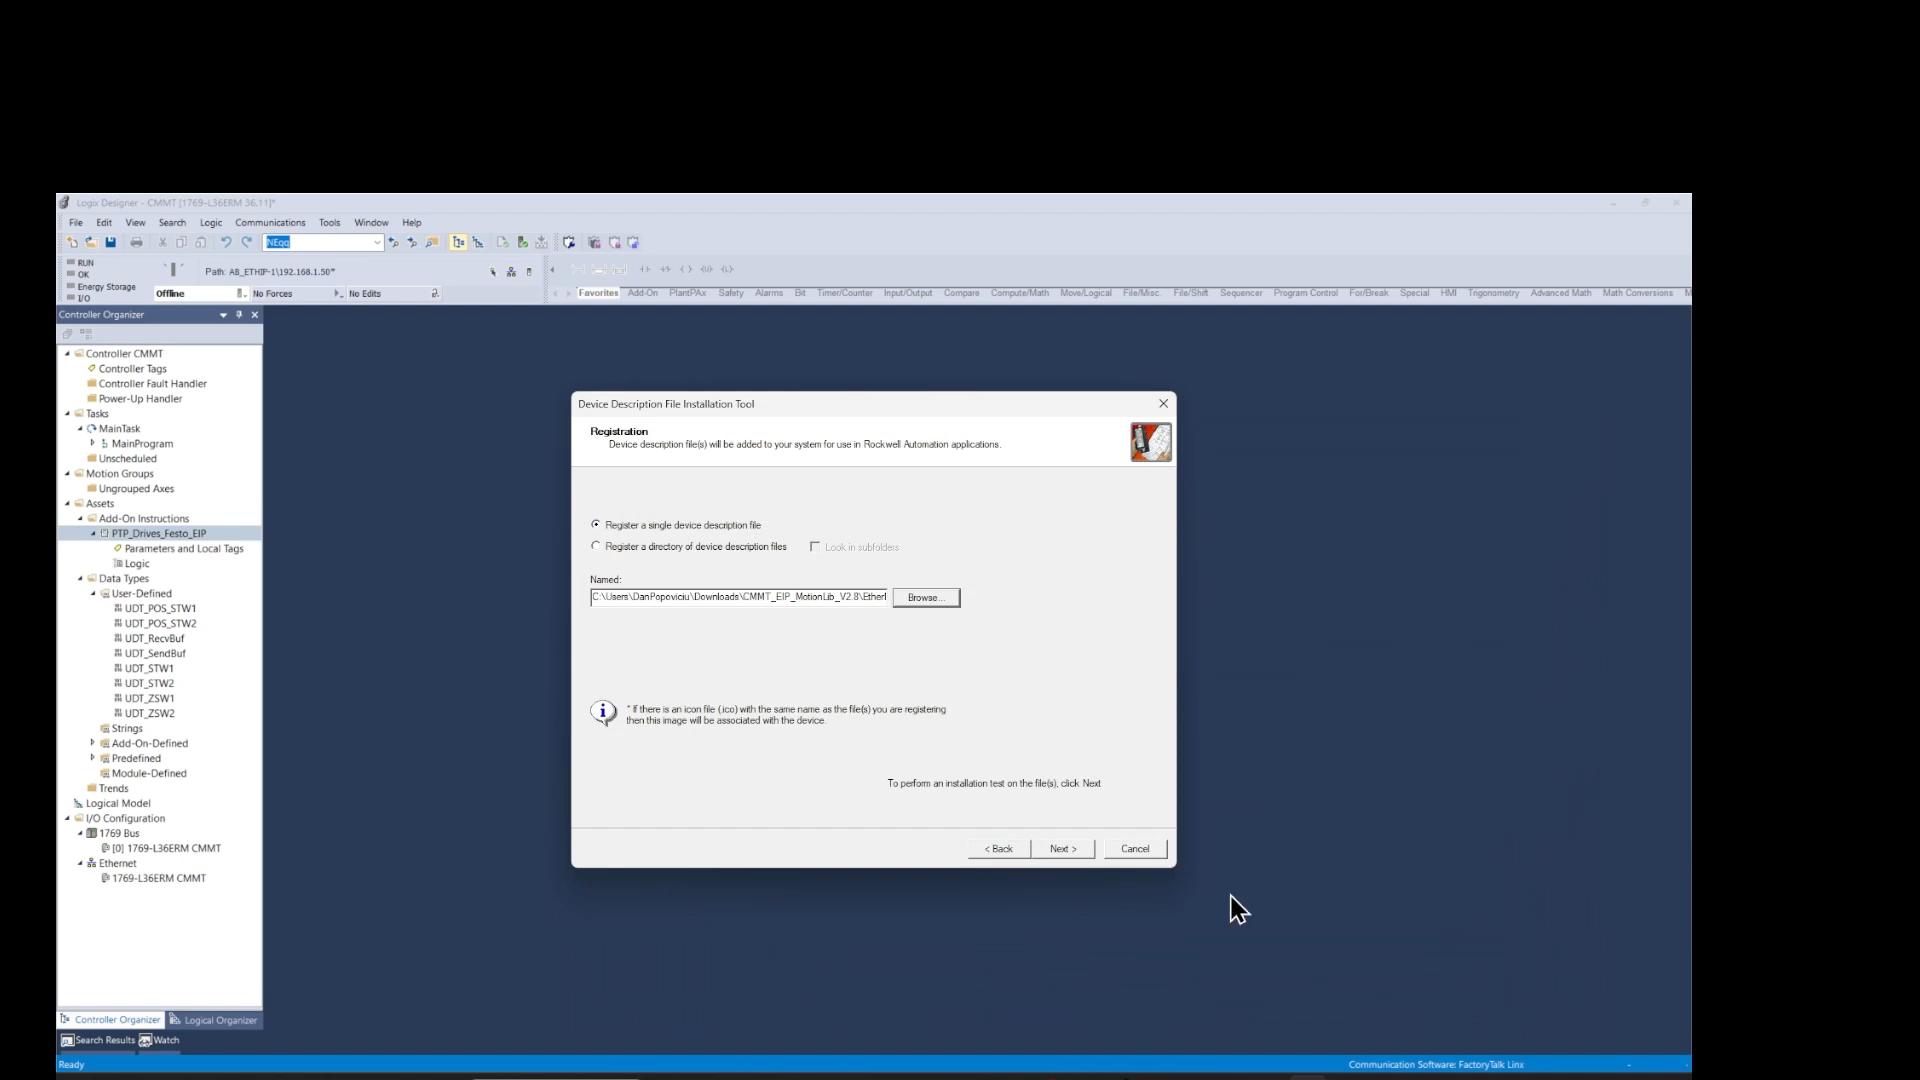 Logix Designer - CMMT [1769-L36ERM 36.11]*
File Edit View Search Logic Communications Tools Window Help
NEqq
RUN
OK
Energy Storage
I/O
Path: AB_ETHIP-1\192.168.1.50*
Offline No Forces No Edits
Favorites Add-On PlantPAx Safety Alarms Bit Timer/Counter Input/Output Compare Compute/Math Move/Logical File/Misc. File/Shift Sequencer Program Control For/Break Special HMI Trigonometry Advanced Math Math Conversions
Controller Organizer
Controller CMMT
Controller Tags
Controller Fault Handler
Power-Up Handler
Tasks
MainTask
MainProgram
Unscheduled
Motion Groups
Ungrouped Axes
Assets
Add-On Instructions
PTP_Drives_Festo_EIP
Parameters and Local Tags
Logic
Data Types
User-Defined
UDT_POS_STW1
UDT_POS_STW2
UDT_RecvBuf
UDT_SendBuf
UDT_STW1
UDT_STW2
UDT_ZSW1
UDT_ZSW2
Strings
Add-On-Defined
Predefined
Module-Defined
Trends
Logical Model
I/O Configuration
1769 Bus
[0] 1769-L36ERM CMMT
Ethernet
1769-L36ERM CMMT
Controller Organizer Logical Organizer
Search Results Watch
Ready
Communication Software: FactoryTalk Linx
Device Description File Installation Tool
Registration
Device description file(s) will be added to your system for use in Rockwell Automation applications.
Register a single device description file
Register a directory of device description files Look in subfolders
Named:
C:\Users\DanPopoviciu\Downloads\CMMT_EIP_MotionLib_V2.8\Etherl Browse...
* If there is an icon file (.ico) with the same name as the file(s) you are registering
then this image will be associated with the device.
To perform an installation test on the file(s), click Next
< Back Next > Cancel